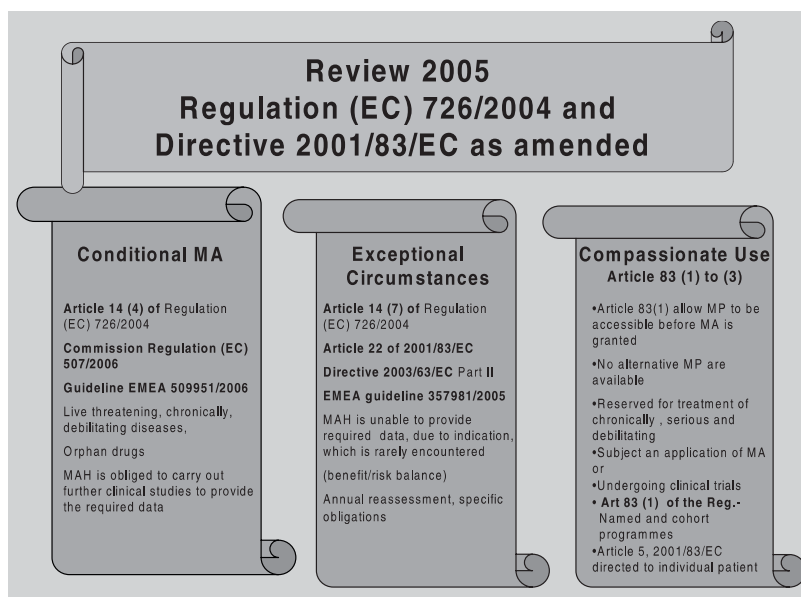 Review 2005
Regulation (EC) 726/2004 and
Directive 2001/83/EC as amended
Conditional MA
Article 14 (4) of Regulation
(EC) 726/2004
Commission Regulation (EC)
507/2006
Guideline EMEA 509951/2006
Live threatening, chronically,
debilitating diseases,
Orphan drugs
MAH is obliged to carry out
further clinical studies to provide
the required data
Exceptional
Circumstances
Article 14 (7) of Regulation
(EC) 726/2004
Article 22 of 2001/83/EC
Directive 2003/63/EC Part II
EMEA guideline 357981/2005
MAH is unable to provide
required data, due to indication,
which is rarely encountered
(benefit/risk balance)
Annual reassessment, specific
obligations
Compassionate Use
Article 83 (1) to (3)
•Article 83(1) allow MP to be
accessible before MA is
granted
•No alternative MP are
available
•Reserved for treatment of
chronically , serious and
debilitating
•Subject an application of MA
or
•Undergoing clinical trials
• Art 83 (1) of the Reg.-
Named and cohort
programmes
•Article 5, 2001/83/EC
directed to individual patient